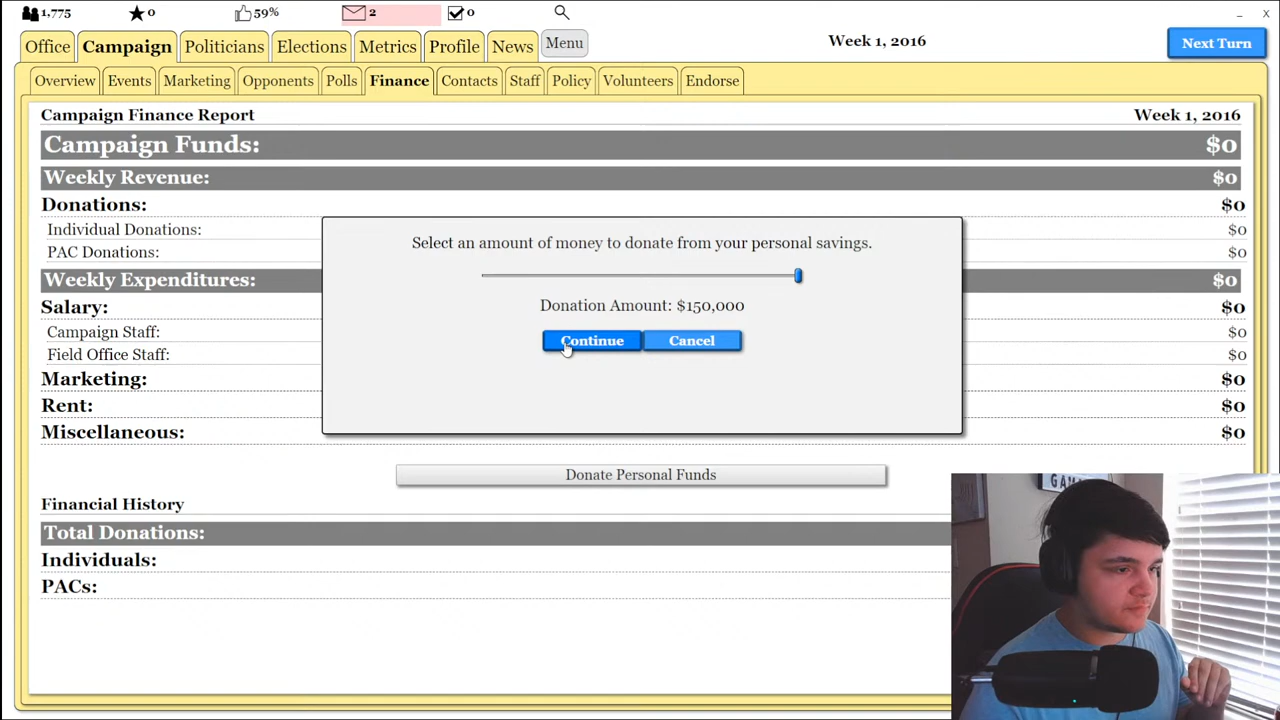 1,775 0 59% 2 0
Office Campaign Politicians Elections Metrics Profile News Menu Week 1, 2016 Next Turn
Overview Events Marketing Opponents Polls Finance Contacts Staff Policy Volunteers Endorse
Campaign Finance Report Week 1, 2016
Campaign Funds: $0
Weekly Revenue: $0
Donations: $0
Individual Donations: $0
PAC Donations: $0
Weekly Expenditures: $0
Salary: $0
Campaign Staff: $0
Field Office Staff: $0
Marketing: $0
Rent: $0
Miscellaneous: $0
Select an amount of money to donate from your personal savings.
Donation Amount: $150,000
Continue Cancel
Donate Personal Funds
Financial History
Total Donations:
Individuals:
PACs: